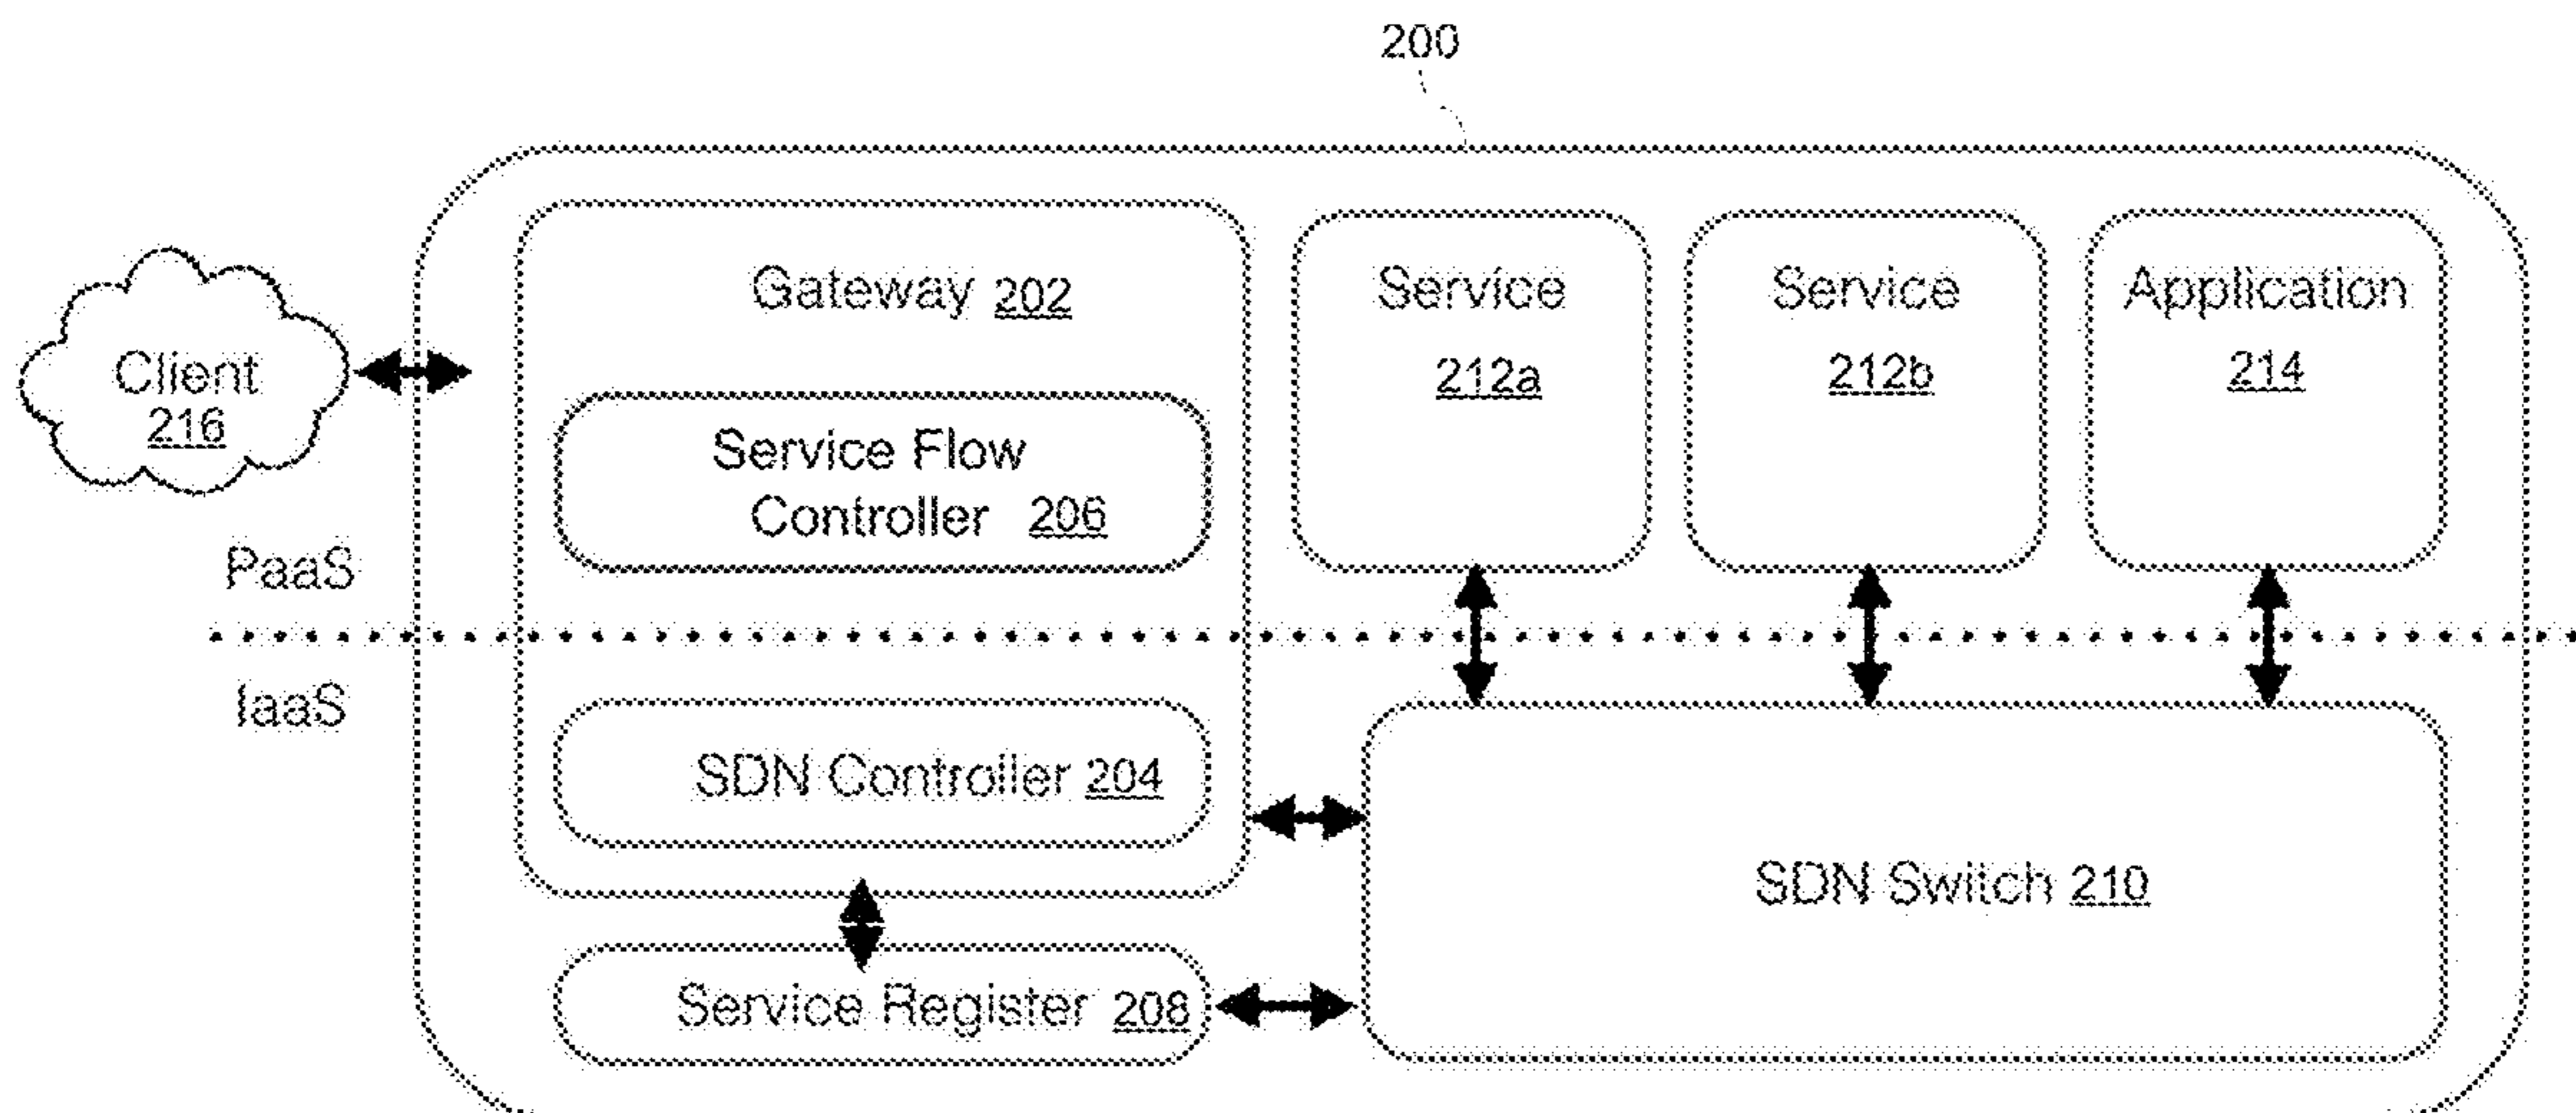 200
Gateway 202
Service
212a
Service
212b
Application
214
Client
216
Service Flow
Controller 206
PaaS
IaaS
SDN Controller 204
SDN Switch 210
Service Register 208